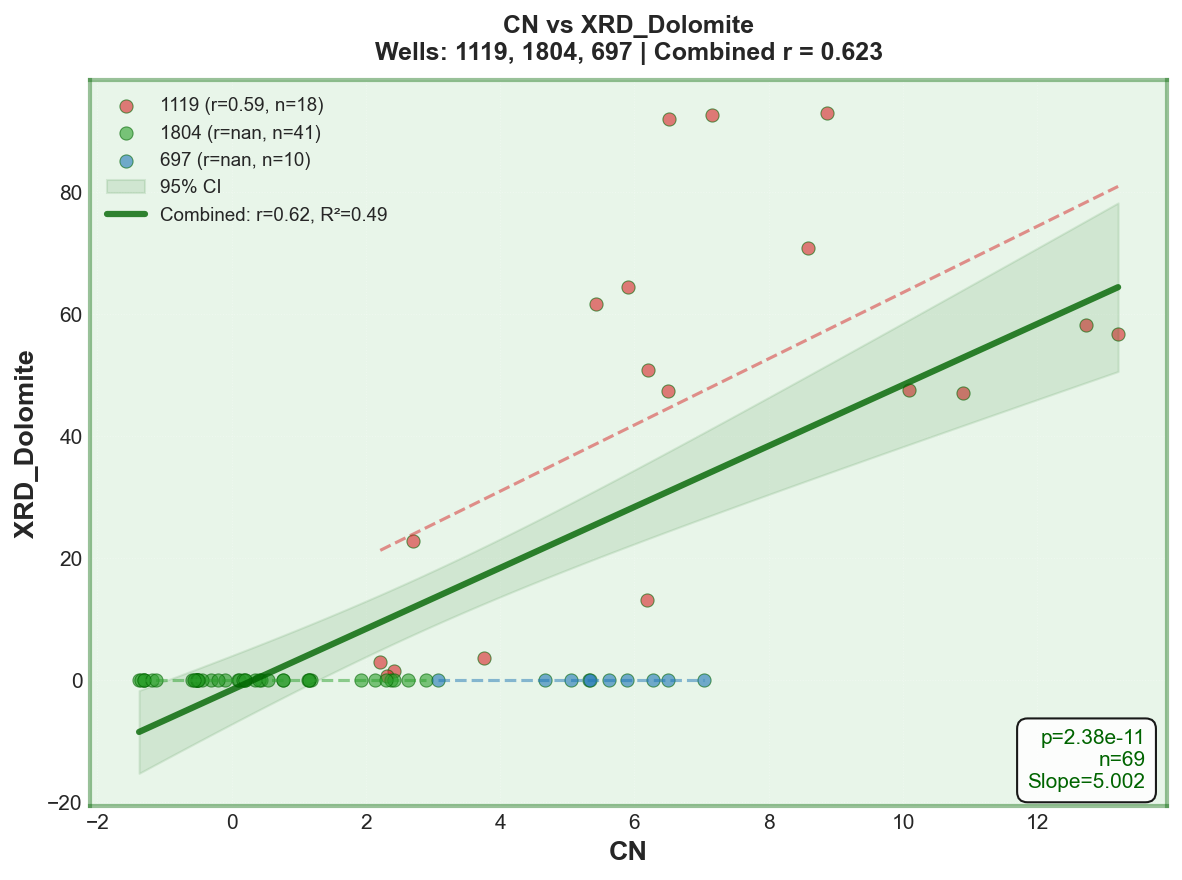 CN vs XRD_Dolomite
Wells: 1119, 1804, 697 | Combined r = 0.623
1119 (r=0.59, n=18)
1804 (r=nan, n=41)
697 (r=nan, n=10)
95% CI
Combined: r=0.62, R²=0.49
XRD_Dolomite
80
60
40
20
0
−20
p=2.38e-11
n=69
Slope=5.002
−2 0 2 4 6 8 10 12
CN